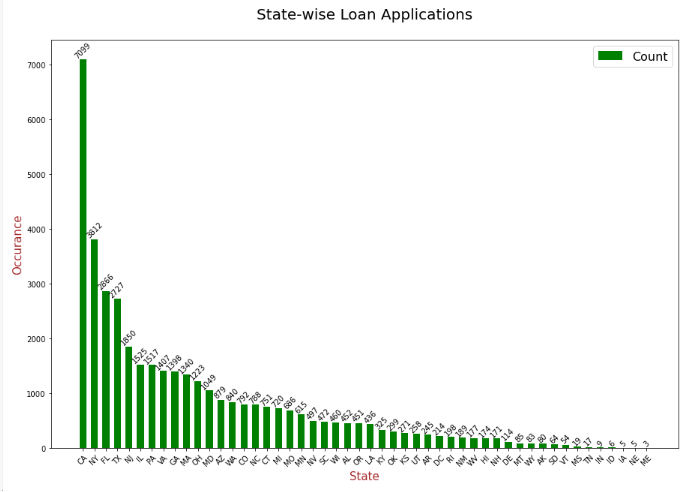 State-wise Loan Applications
Count
Occurance
7000
6000
5000
4000
3000
2000
1000
0
7099
3812
2866
2727
1850
1525
1517
1407
1398
1340
1223
1049
879
840
792
788
751
720
686
615
497
472
460
452
451
436
325
299
271
258
245
214
198
189
177
174
171
114
85
83
80
64
54
19
17
9
6
5
5
3
CA
NY
FL
TX
NJ
IL
PA
VA
GA
MA
OH
MD
AZ
WA
CO
NC
CT
MI
MO
MN
NV
SC
WI
AL
OR
LA
KY
OK
KS
UT
AR
DC
RI
NM
WV
HI
NH
DE
MT
WY
AK
SD
VT
MS
TN
IN
ID
IA
NE
ME
State